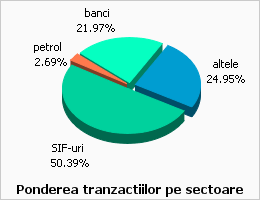 banci
21.97%
petrol
2.69%
altele
24.95%
SIF-uri
50.39%
Ponderea tranzactiilor pe sectoare